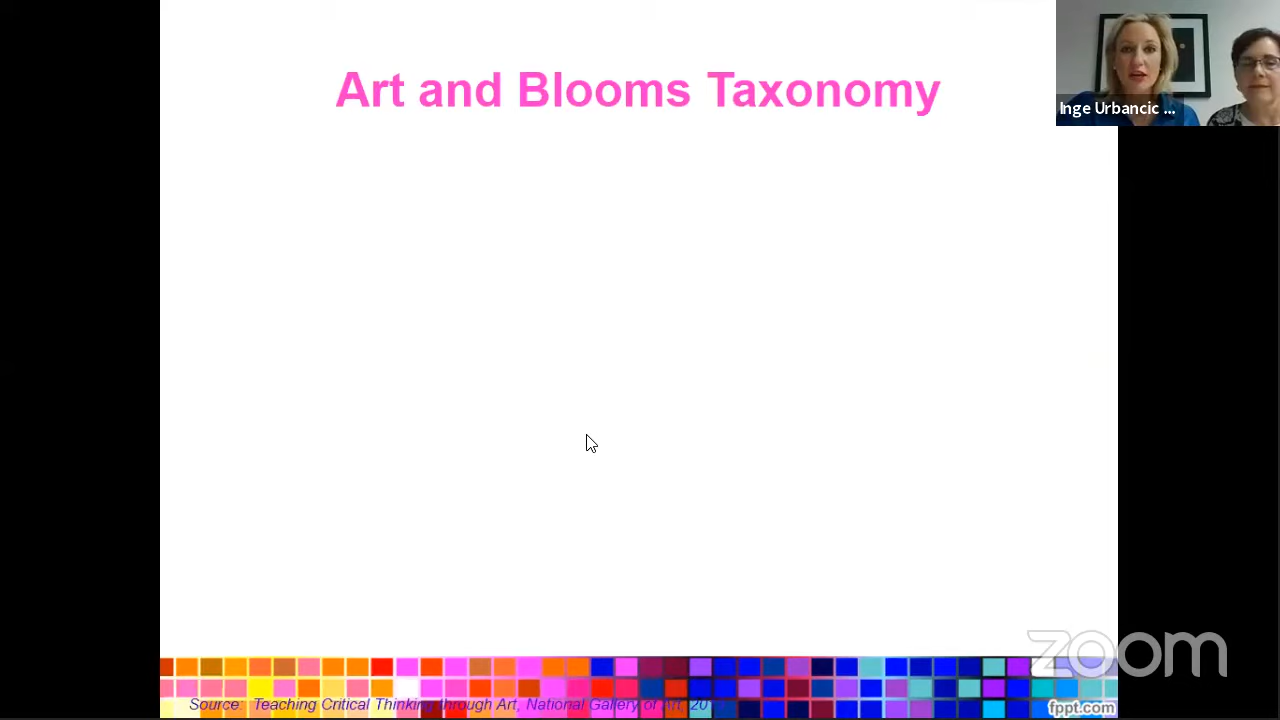 Art and Blooms Taxonomy
Inge Urbancic ...
zoom
Source: Teaching Critical Thinking through Art, National Gallery of Art,
fppt.com